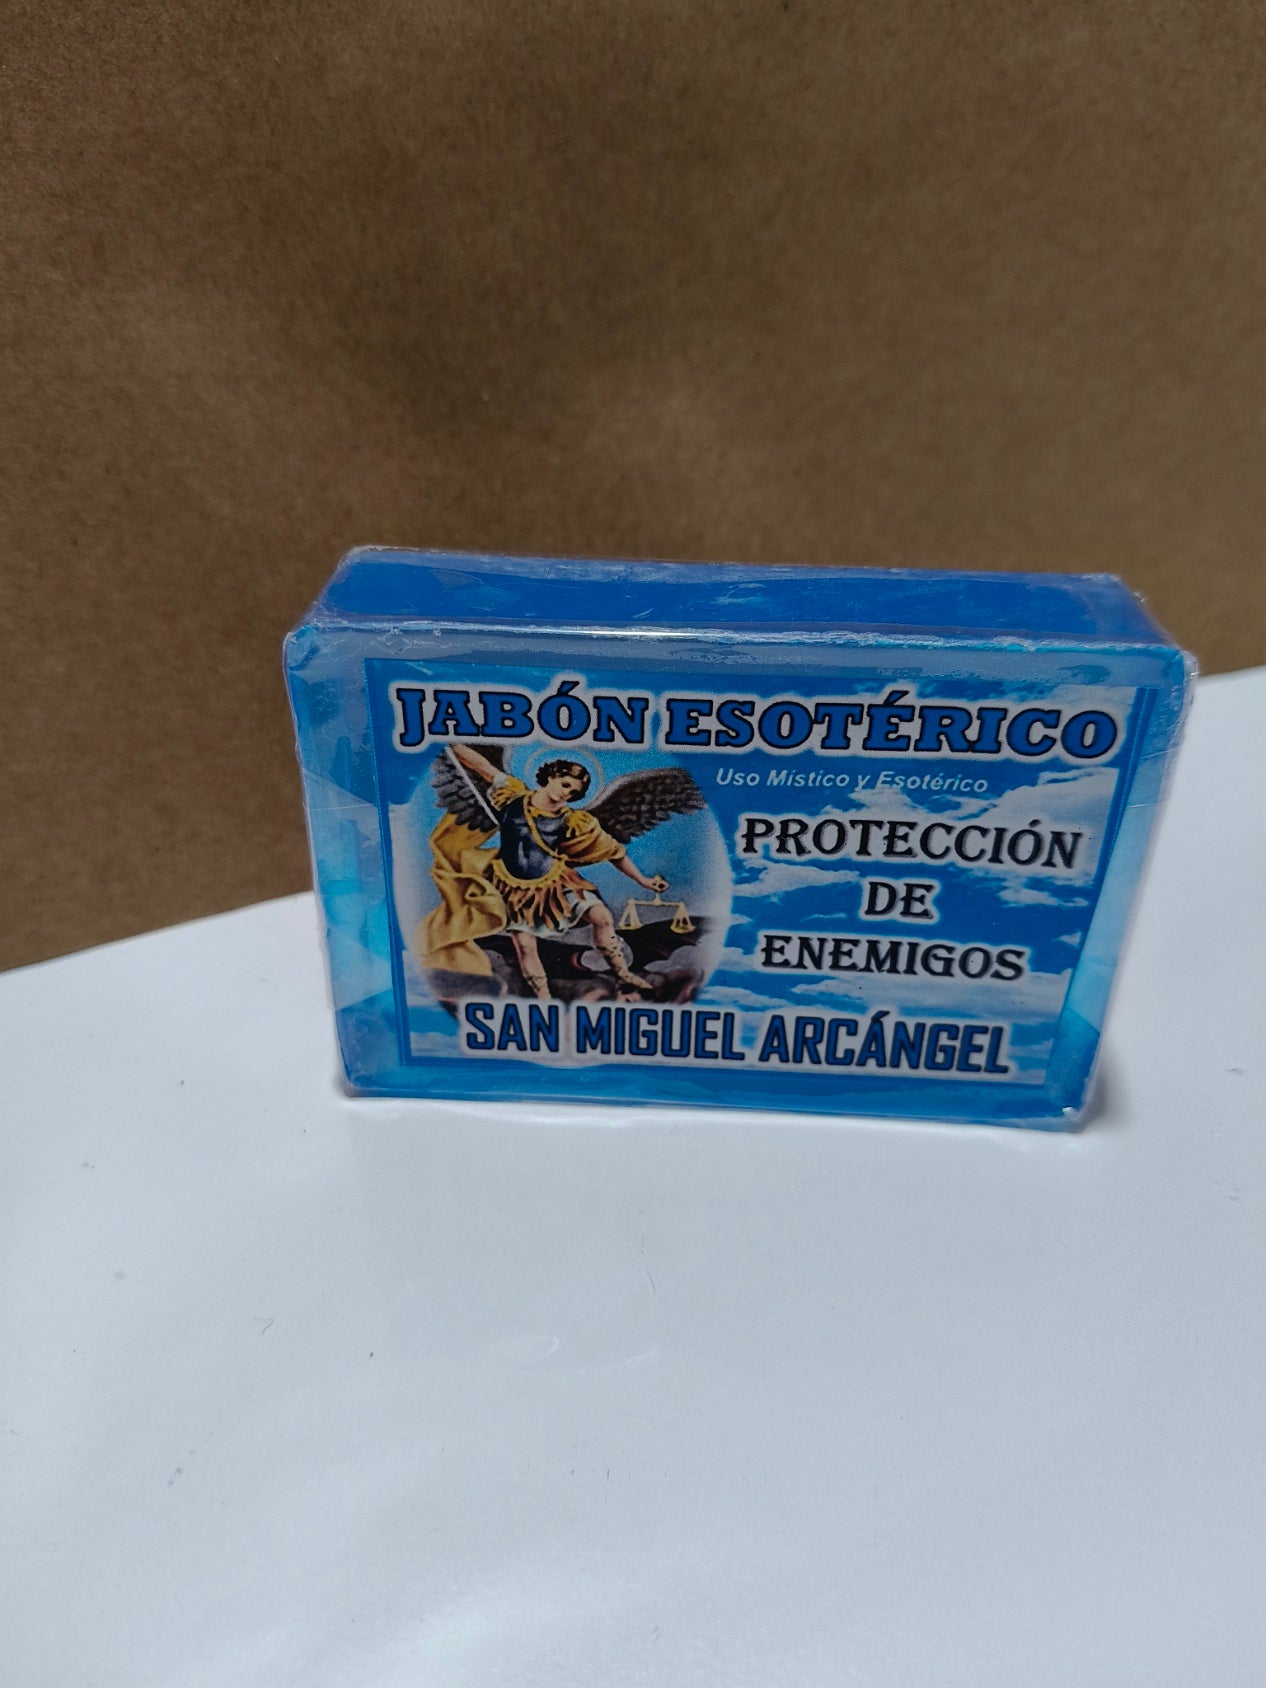 JABÓN ESOTÉRICO
Uso Místico y Esotérico
PROTECCIÓN
DE
ENEMIGOS
SAN MIGUEL ARCÁNGEL